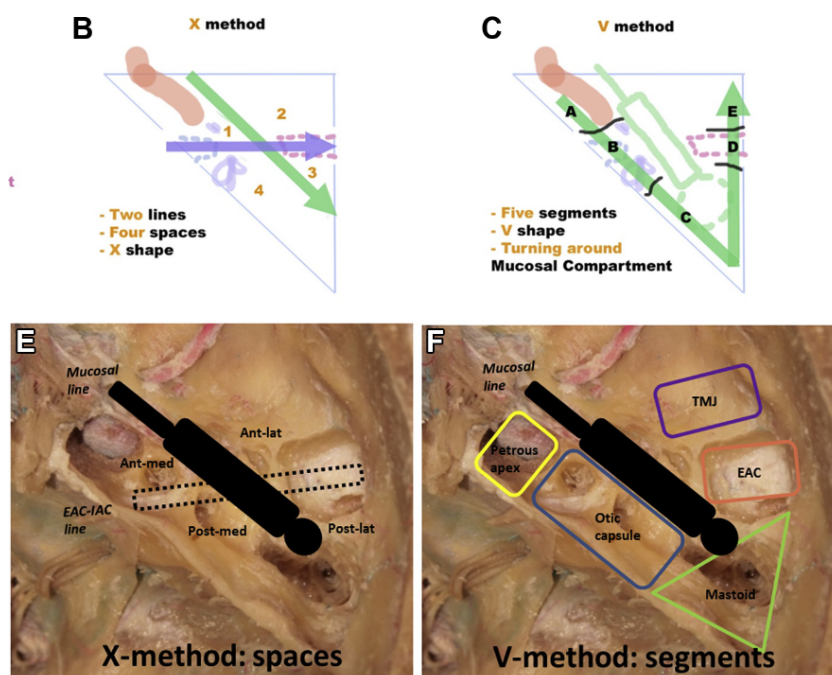 B
X method
1
2
3
4
- Two lines
- Four spaces
- X shape
t
C
V method
A
B
C
D
E
- Five segments
- V shape
- Turning around
Mucosal Compartment
E
Mucosal
line
Ant-lat
Ant-med
EAC-IAC
line
Post-med
Post-lat
X-method: spaces
F
Mucosal
line
TMJ
Petrous
apex
EAC
Otic
capsule
Mastoid
V-method: segments